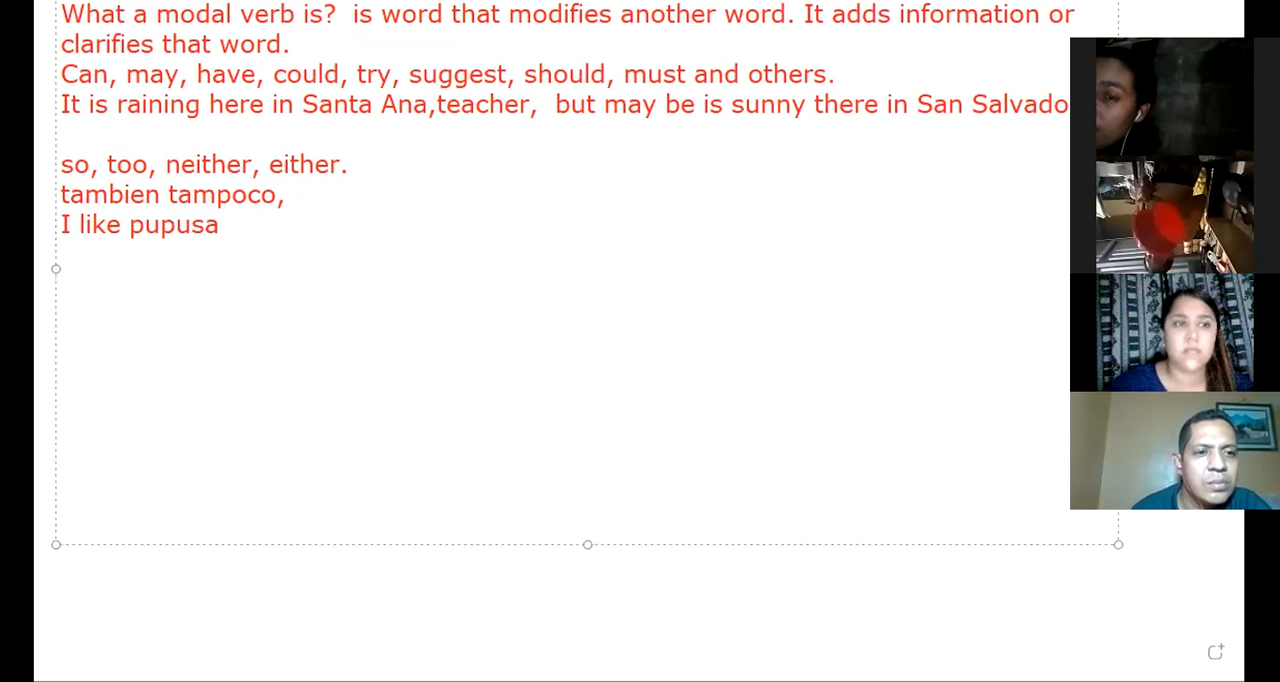 What a modal verb is?  is word that modifies another word. It adds information or
clarifies that word.
Can, may, have, could, try, suggest, should, must and others.
It is raining here in Santa Ana,teacher,  but may be is sunny there in San Salvado
so, too, neither, either.
tambien tampoco,
I like pupusa